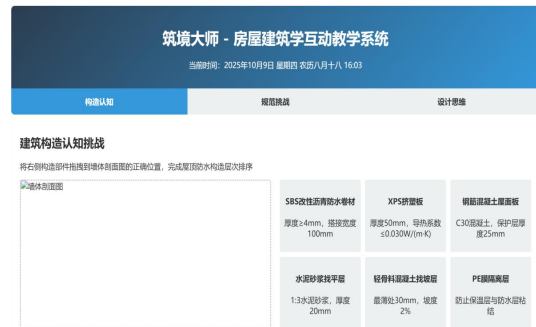 筑境大师 - 房屋建筑学互动教学系统
当前时间：2025年10月9日 星期四 农历八月十八 16:03
构造认知 规范挑战 设计思维
建筑构造认知挑战
将右侧构造部件拖拽到墙体剖面图的正确位置，完成屋顶防水构造层次排序
墙体剖面图
SBS改性沥青防水卷材
厚度≥4mm，搭接宽度
100mm
XPS挤塑板
厚度50mm，导热系数
≤0.030W/(m·K)
钢筋混凝土屋面板
C30混凝土，保护层厚
度25mm
水泥砂浆找平层
1:3水泥砂浆，厚度
20mm
轻骨料混凝土找坡层
最薄处30mm，坡度
2%
PE膜隔离层
防止保温层与防水层粘
结